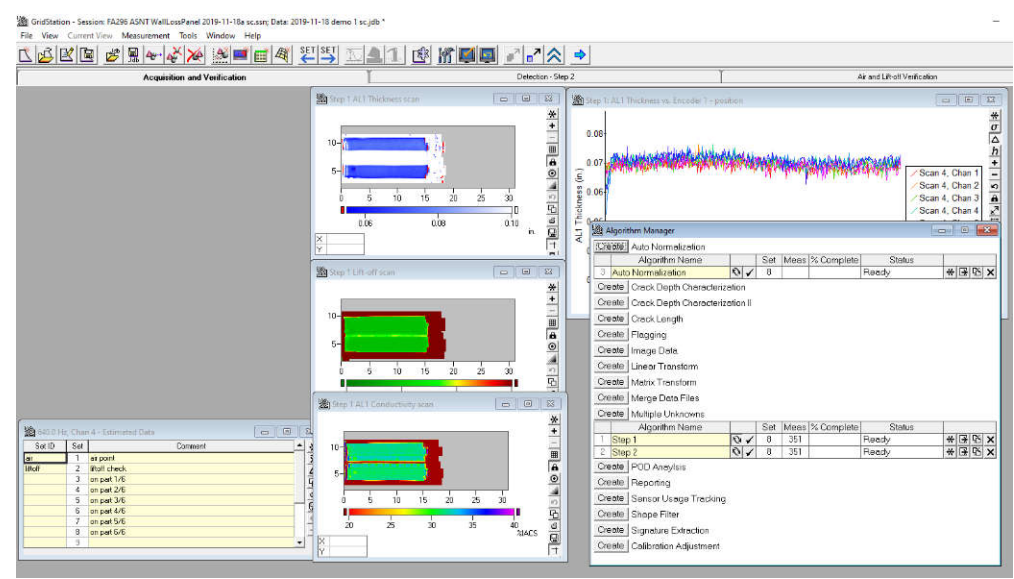 GridStation - Session: FA296 ASNT WallLossPanel 2019-11-18a sc.ssn; Data: 2019-11-18 demo 1 sc.jdb *
File View Current View Measurement Tools Window Help
SET SET
Acquisition and Verification Detection - Step 2 Air and Lift-off Verification
Step 1 AL1 Thickness scan
10
5
0 5 10 15 20 25 30
0.06 0.08 0.10
in.
X
Y
Step 1: AL1 Thickness vs. Encoder 1 - position
σ
h
AL1 Thickness (in.)
0.08
0.07
0.06
Scan 4, Chan 1
Scan 4, Chan 2
Scan 4, Chan 3
Scan 4, Chan 4
Step 1 Lift-off scan
10
5
0 5 10 15 20 25 30
Step 1 AL1 Conductivity scan
10
5
0 5 10 15 20 25 30
20 25 30 35 40
%IACS
X
Y
Chan 4 - Estimated Data
Set ID Set Comment
air 1 air point
liftoff 2 liftoff check
3 on part 1/6
4 on part 2/6
5 on part 3/6
6 on part 4/6
7 on part 5/6
8 on part 6/6
9
Algorithm Manager
Create Auto Normalization
Algorithm Name Set Meas % Complete Status
3 Auto Normalization 8 Ready
Create Crack Depth Characterization
Create Crack Depth Characterization II
Create Crack Length
Create Flagging
Create Image Data
Create Linear Transform
Create Matrix Transform
Create Merge Data Files
Create Multiple Unknowns
Algorithm Name Set Meas % Complete Status
1 Step 1 8 351 Ready
2 Step 2 8 351 Ready
Create POD Anaylsis
Create Reporting
Create Sensor Usage Tracking
Create Shape Filter
Create Signature Extraction
Create Calibration Adjustment